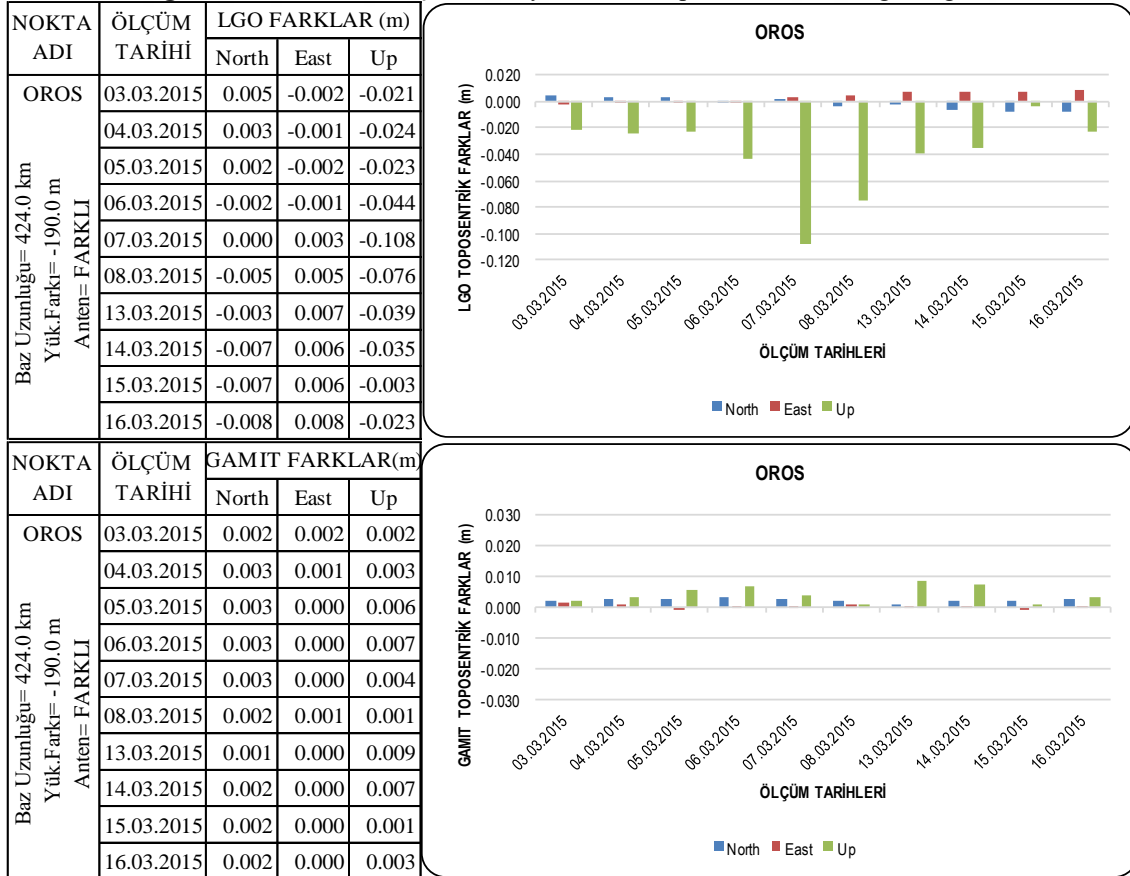 NOKTA ADI ÖLÇÜM TARİHİ LGO FARKLAR (m)
North East Up
OROS 03.03.2015 0.005 -0.002 -0.021
04.03.2015 0.003 -0.001 -0.024
05.03.2015 0.002 -0.002 -0.023
06.03.2015 -0.002 -0.001 -0.044
07.03.2015 0.000 0.003 -0.108
08.03.2015 -0.005 0.005 -0.076
13.03.2015 -0.003 0.007 -0.039
14.03.2015 -0.007 0.006 -0.035
15.03.2015 -0.007 0.006 -0.003
16.03.2015 -0.008 0.008 -0.023
Baz Uzunluğu= 424.0 km
Yük.Farkı= -190.0 m
Anten= FARKLI
OROS
LGO TOPOSENTRİK FARKLAR (m)
0.020
0.000
-0.020
-0.040
-0.060
-0.080
-0.100
-0.120
03.03.2015 04.03.2015 05.03.2015 06.03.2015 07.03.2015 08.03.2015 13.03.2015 14.03.2015 15.03.2015 16.03.2015
ÖLÇÜM TARİHLERİ
North East Up
NOKTA ADI ÖLÇÜM TARİHİ GAMIT FARKLAR(m)
North East Up
OROS 03.03.2015 0.002 0.002 0.002
04.03.2015 0.003 0.001 0.003
05.03.2015 0.003 0.000 0.006
06.03.2015 0.003 0.000 0.007
07.03.2015 0.003 0.000 0.004
08.03.2015 0.002 0.001 0.001
13.03.2015 0.001 0.000 0.009
14.03.2015 0.002 0.000 0.007
15.03.2015 0.002 0.000 0.001
16.03.2015 0.002 0.000 0.003
Baz Uzunluğu= 424.0 km
Yük.Farkı= -190.0 m
Anten= FARKLI
OROS
GAMIT TOPOSENTRİK FARKLAR (m)
0.030
0.020
0.010
0.000
-0.010
-0.020
-0.030
03.03.2015 04.03.2015 05.03.2015 06.03.2015 07.03.2015 08.03.2015 13.03.2015 14.03.2015 15.03.2015 16.03.2015
ÖLÇÜM TARİHLERİ
North East Up